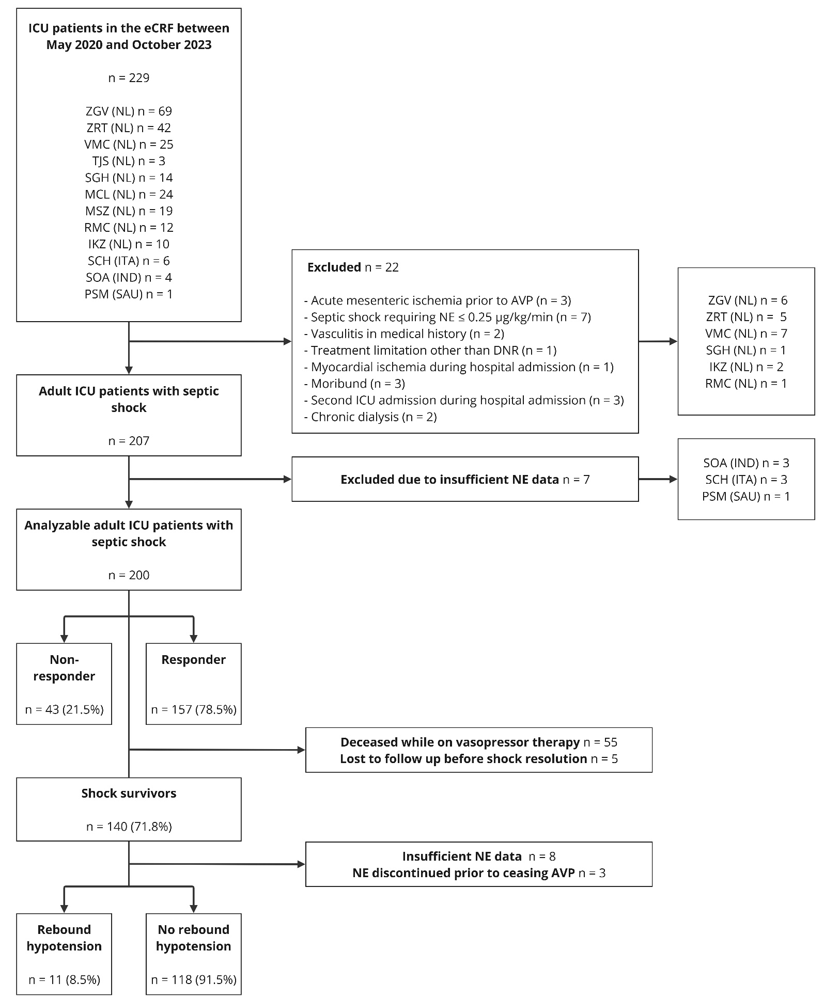 ICU patients in the eCRF between
May 2020 and October 2023
n = 229
ZGV (NL) n = 69
ZRT (NL) n = 42
VMC (NL) n = 25
TJS (NL) n = 3
SGH (NL) n = 14
MCL (NL) n = 24
MSZ (NL) n = 19
RMC (NL) n = 12
IKZ (NL) n = 10
SCH (ITA) n = 6
SOA (IND) n = 4
PSM (SAU) n = 1
Excluded n = 22
- Acute mesenteric ischemia prior to AVP (n = 3)
- Septic shock requiring NE ≤ 0.25 μg/kg/min (n = 7)
- Vasculitis in medical history (n = 2)
- Treatment limitation other than DNR (n = 1)
- Myocardial ischemia during hospital admission (n = 1)
- Moribund (n = 3)
- Second ICU admission during hospital admission (n = 3)
- Chronic dialysis (n = 2)
ZGV (NL) n = 6
ZRT (NL) n = 5
VMC (NL) n = 7
SGH (NL) n = 1
IKZ (NL) n = 2
RMC (NL) n = 1
Adult ICU patients with septic
shock
n = 207
Excluded due to insufficient NE data n = 7
SOA (IND) n = 3
SCH (ITA) n = 3
PSM (SAU) n = 1
Analyzable adult ICU patients with
septic shock
n = 200
Non-
responder
n = 43 (21.5%)
Responder
n = 157 (78.5%)
Deceased while on vasopressor therapy n = 55
Lost to follow up before shock resolution n = 5
Shock survivors
n = 140 (71.8%)
Insufficient NE data n = 8
NE discontinued prior to ceasing AVP n = 3
Rebound
hypotension
n = 11 (8.5%)
No rebound
hypotension
n = 118 (91.5%)